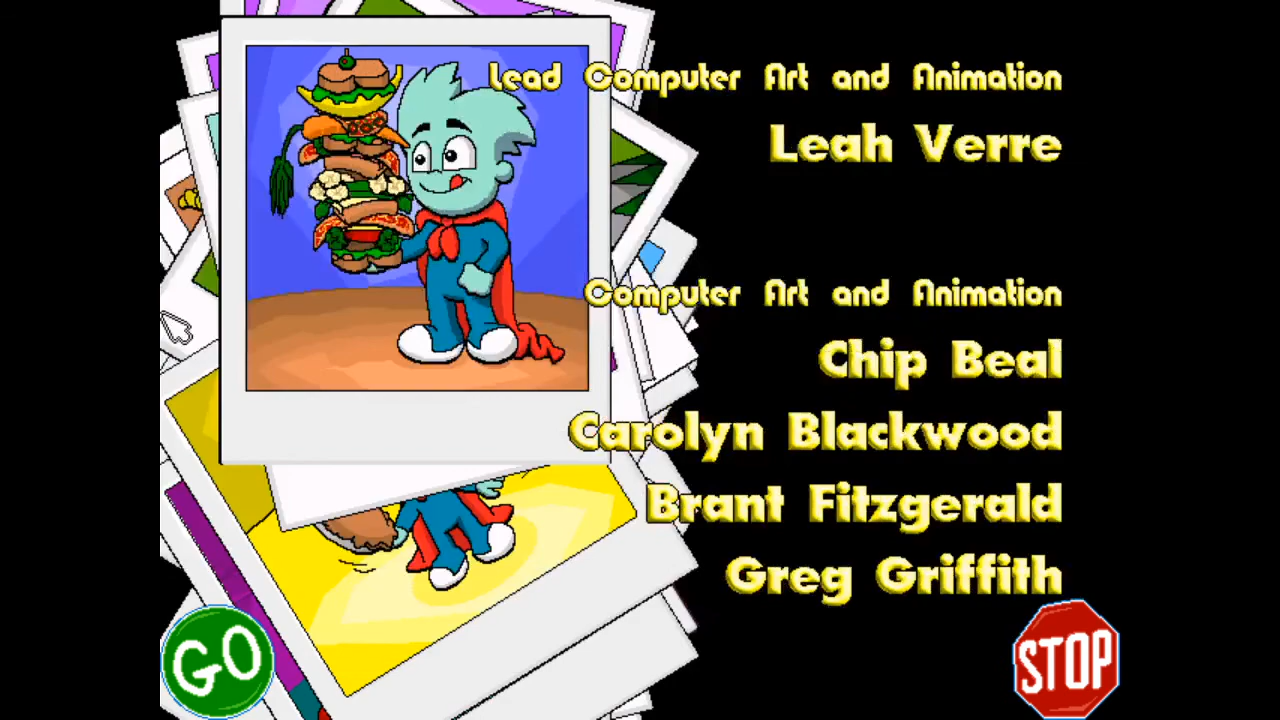 Lead Computer Art and Animation
Leah Verre
Computer Art and Animation
Chip Beal
Carolyn Blackwood
Brant Fitzgerald
Greg Griffith
GO
STOP